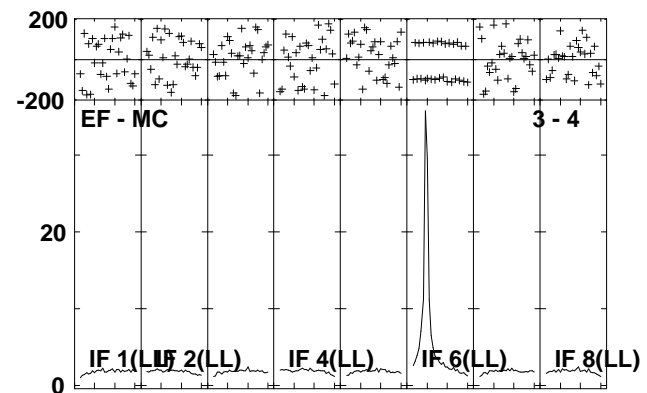 200
-200
EF - MC 3 - 4
20
IF 1(LL) IF 2(LL) IF 4(LL) IF 6(LL) IF 8(LL)
0